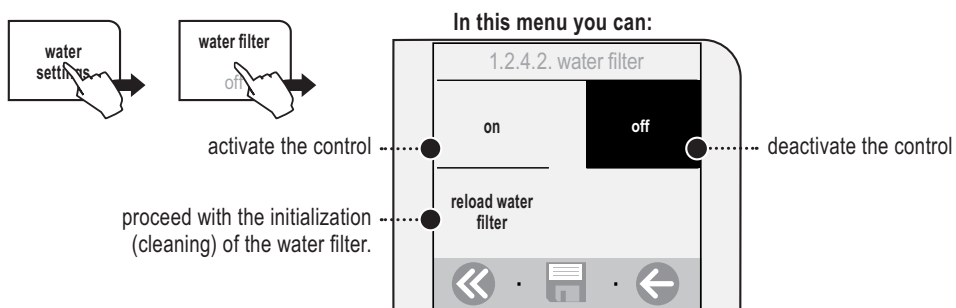 In this menu you can:
water
settings
water filter
off
1.2.4.2. water filter
on
off
activate the control
deactivate the control
reload water
filter
proceed with the initialization
(cleaning) of the water filter.